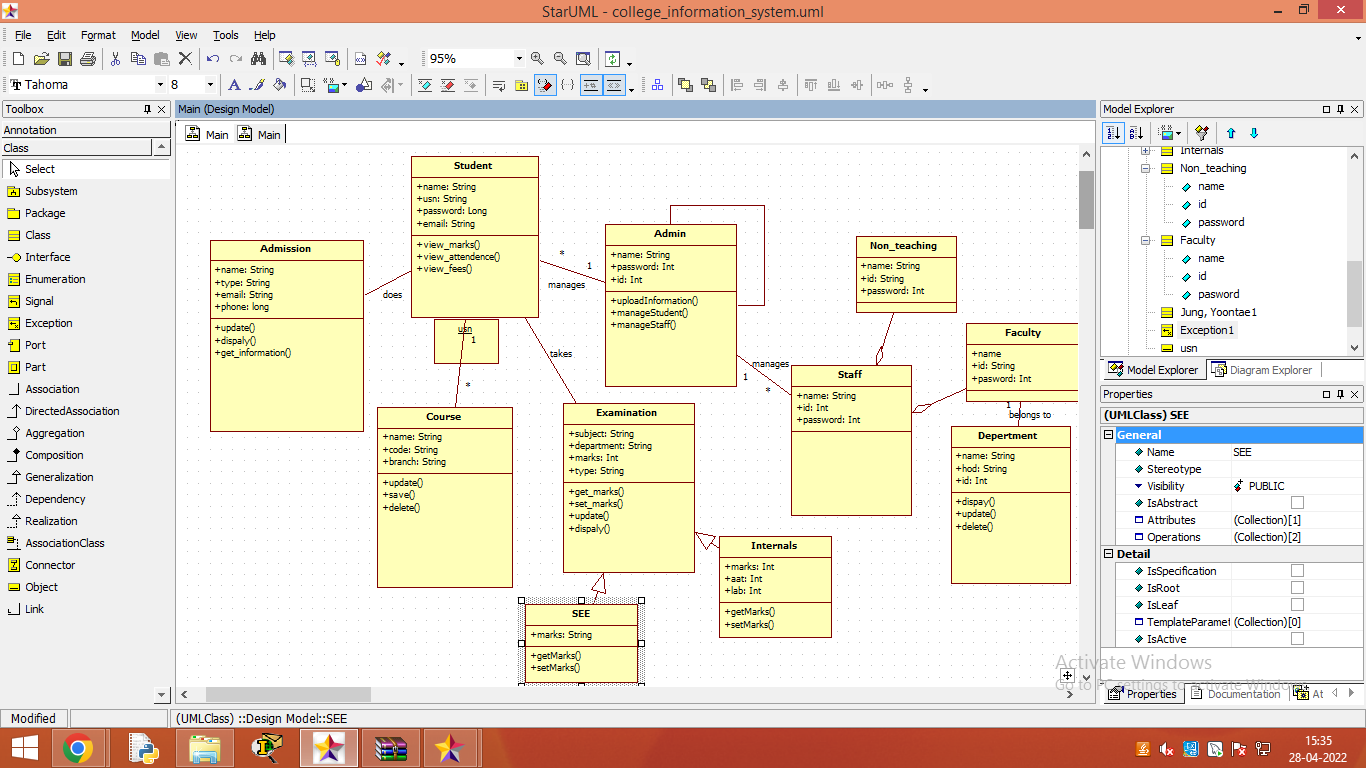 StarUML - college_information_system.uml
File Edit Format Model View Tools Help
95%
Tahoma 8
Toolbox
Annotation
Class
Select
Subsystem
Package
Class
Interface
Enumeration
Signal
Exception
Port
Part
Association
DirectedAssociation
Aggregation
Composition
Generalization
Dependency
Realization
AssociationClass
Connector
Object
Link
Main (Design Model)
Main Main
Student
+name: String
+usn: String
+password: Long
+email: String
+view_marks()
+view_attendence()
+view_fees()
Admission
+name: String
+type: String
+email: String
+phone: long
+update()
+dispaly()
+get_information()
does
usn
1
*
takes
*
1
manages
Admin
+name: String
+password: Int
+id: Int
+uploadInformation()
+manageStudent()
+manageStaff()
manages
1
*
Non_teaching
+name: String
+id: String
+password: Int
Faculty
+name
+id: String
+pasword: Int
Staff
+name: String
+id: Int
+password: Int
1
belongs to
Depertment
+name: String
+hod: String
+id: Int
+dispay()
+update()
+delete()
Course
+name: String
+code: String
+branch: String
+update()
+save()
+delete()
Examination
+subject: String
+department: String
+marks: Int
+type: String
+get_marks()
+set_marks()
+update()
+dispaly()
Internals
+marks: Int
+aat: Int
+lab: Int
+getMarks()
+setMarks()
SEE
+marks: String
+getMarks()
+setMarks()
Model Explorer
Internals
Non_teaching
name
id
password
Faculty
name
id
pasword
Jung, Yoontae1
Exception1
usn
Model Explorer Diagram Explorer
Properties
(UMLClass) SEE
General
Name SEE
Stereotype
Visibility PUBLIC
IsAbstract
Attributes (Collection)[1]
Operations (Collection)[2]
Detail
IsSpecification
IsRoot
IsLeaf
TemplateParamet (Collection)[0]
IsActive
Activate Windows
Go to PC settings to activate Windows.
Properties Documentation At
Modified
(UMLClass) ::Design Model::SEE
15:35
28-04-2022